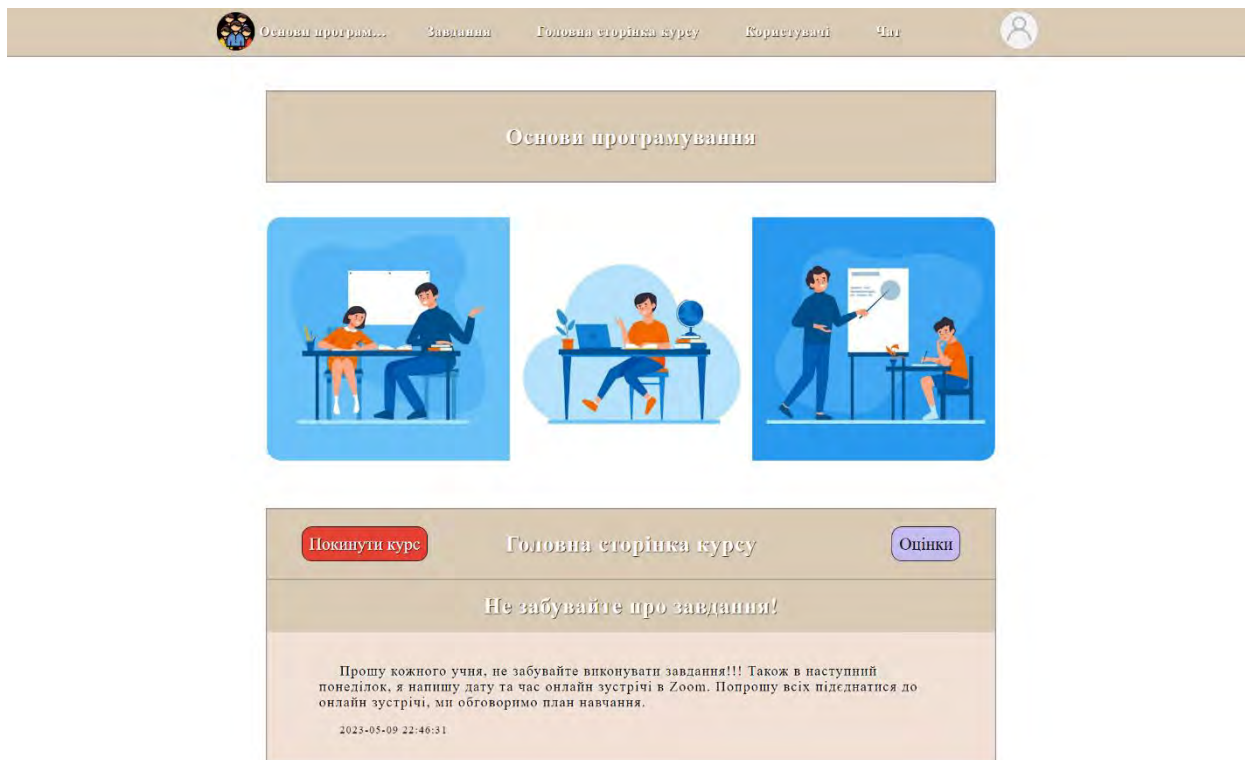 Основи програм...
Завдання
Головна сторінка курсу
Користувачі
Чат
Основи програмування
Покинути курс
Головна сторінка курсу
Оцінки
Не забувайте про завдання!
Прошу кожного учня, не забувайте виконувати завдання!!! Також в наступний
понеділок, я напишу дату та час онлайн зустрічі в Zoom. Попрошу всіх підєднатися до
онлайн зустрічі, ми обговоримо план навчання.
2023-05-09 22:46:31